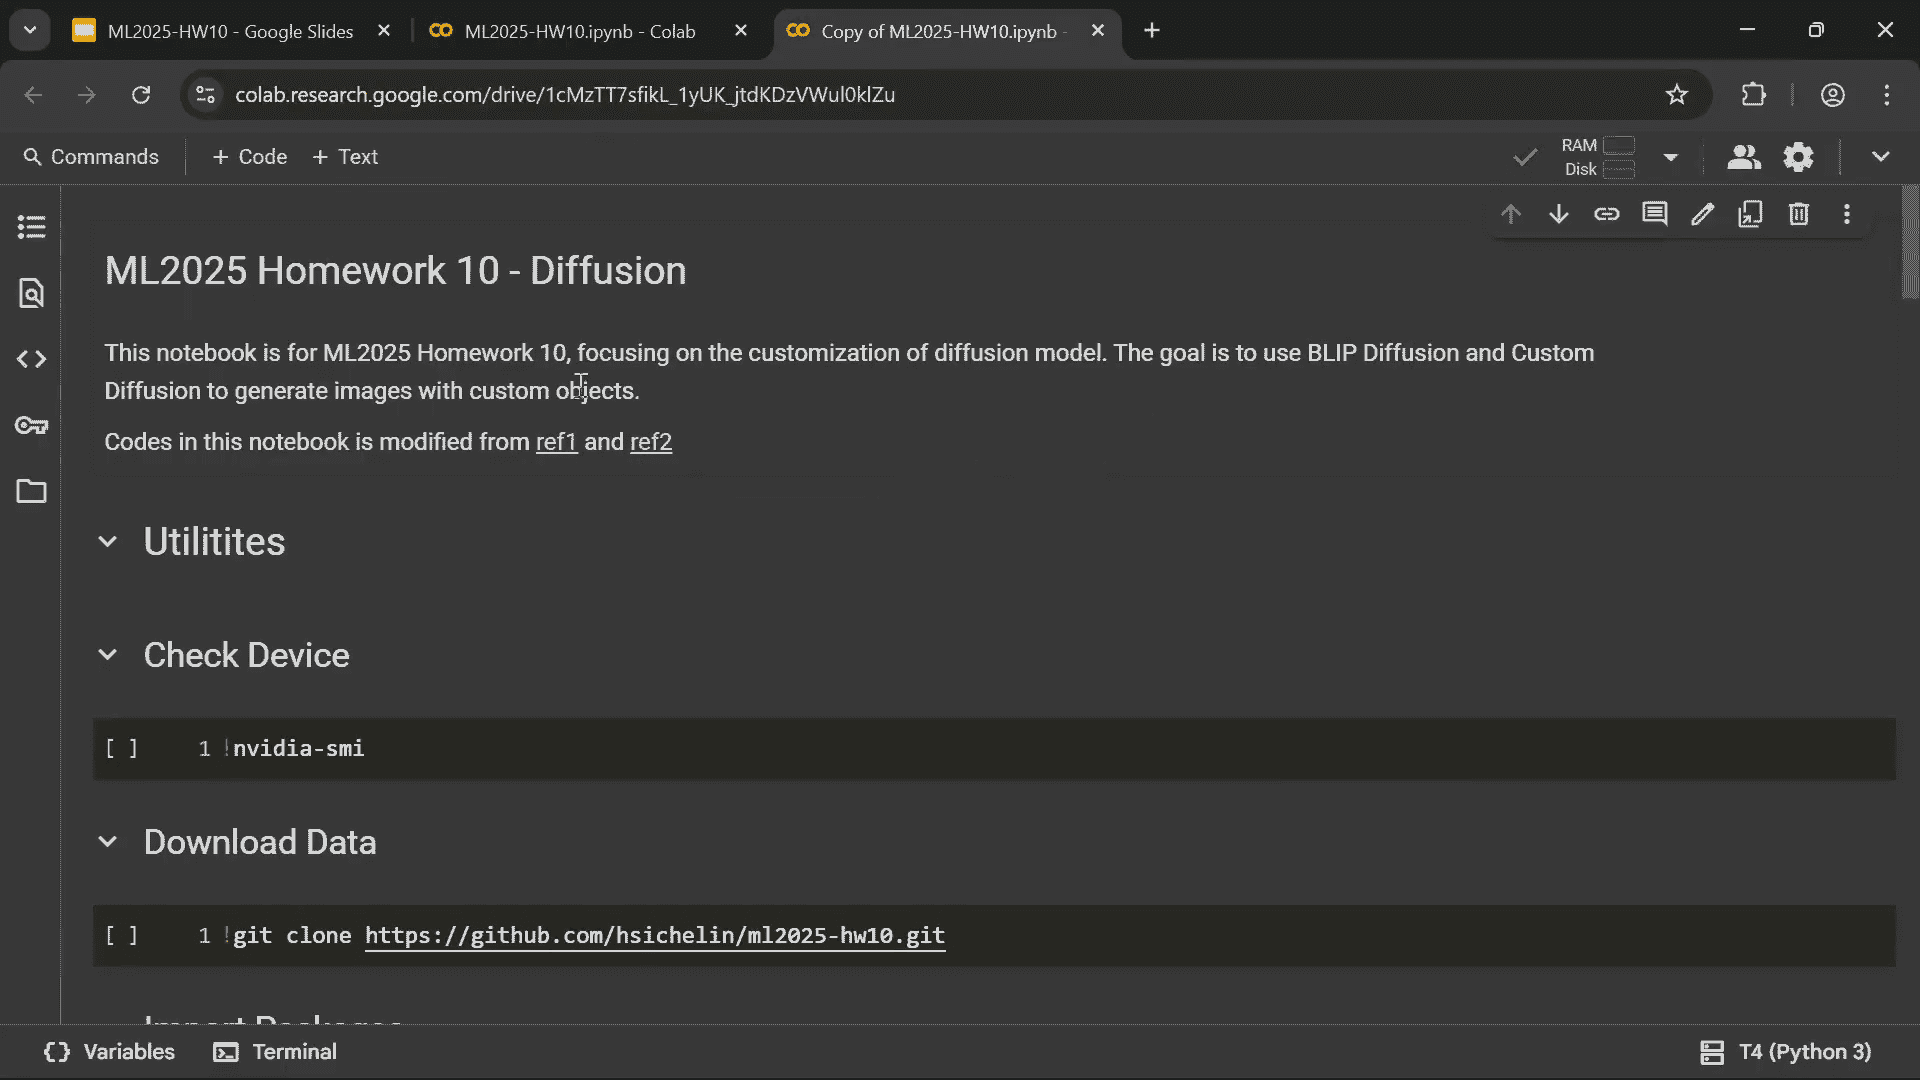 ML2025-HW10 - Google Slides
ML2025-HW10.ipynb - Colab
Copy of ML2025-HW10.ipynb -
colab.research.google.com/drive/1cMzTT7sfikL_1yUK_jtdKDzVWul0klZu
Commands
+ Code
+ Text
RAM
Disk
ML2025 Homework 10 - Diffusion
This notebook is for ML2025 Homework 10, focusing on the customization of diffusion model. The goal is to use BLIP Diffusion and Custom
Diffusion to generate images with custom objects.
Codes in this notebook is modified from ref1 and ref2
Utilitites
Check Device
[ ] 1 !nvidia-smi
Download Data
[ ] 1 !git clone https://github.com/hsichelin/ml2025-hw10.git
Import Packages
Variables
Terminal
T4 (Python 3)